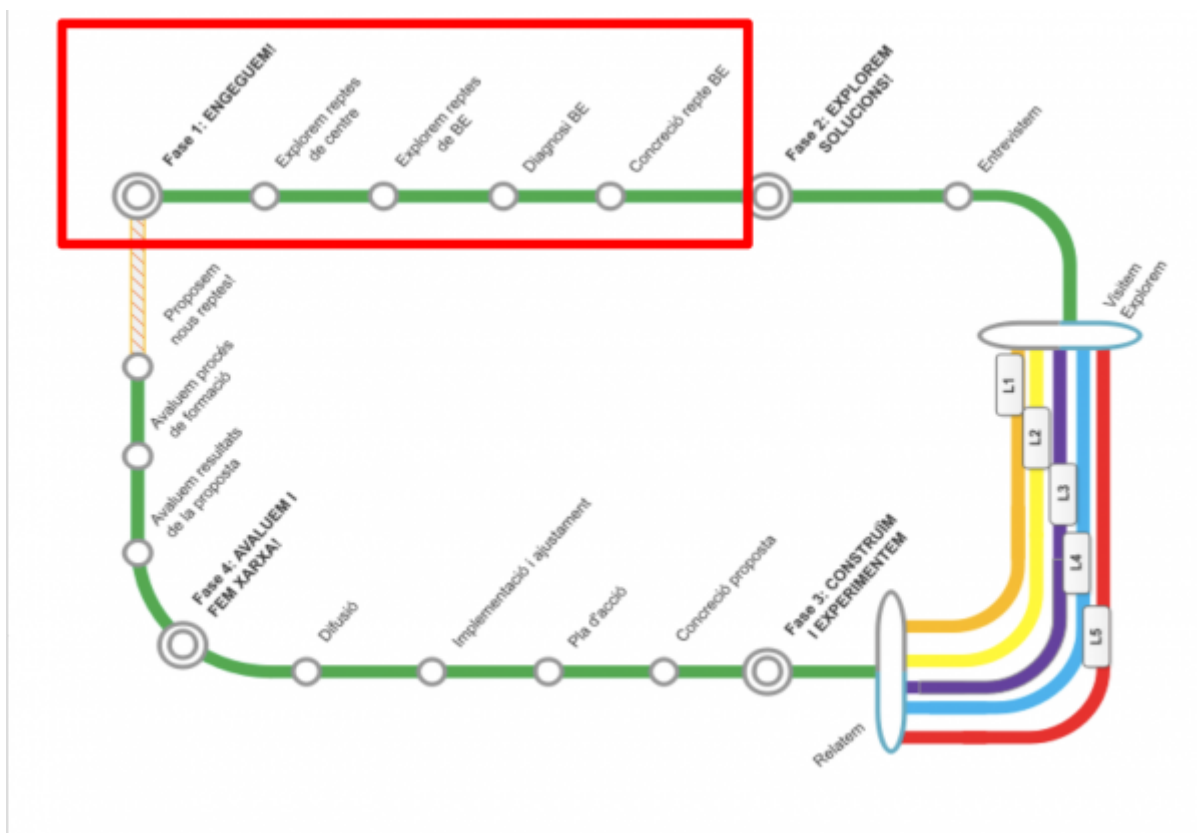 Fase 1: ENGEGUEM!
Explorem reptes
de centre
Explorem reptes
de BE
Diagnosi BE
Concreció repte BE
Fase 2: EXPLOREM
SOLUCIONS!
Entrevistem
Visitem
Explorem
L1
L2
L3
L4
L5
Relatem
Fase 3: CONSTRUÏM
I EXPERIMENTEM
Concreció proposta
Pla d'acció
Implementació i ajustament
Difusió
Fase 4: AVALUEM I
FEM XARXA!
Avaluem resultats
de la proposta
Avaluem procés
de formació
Proposem
nous reptes!